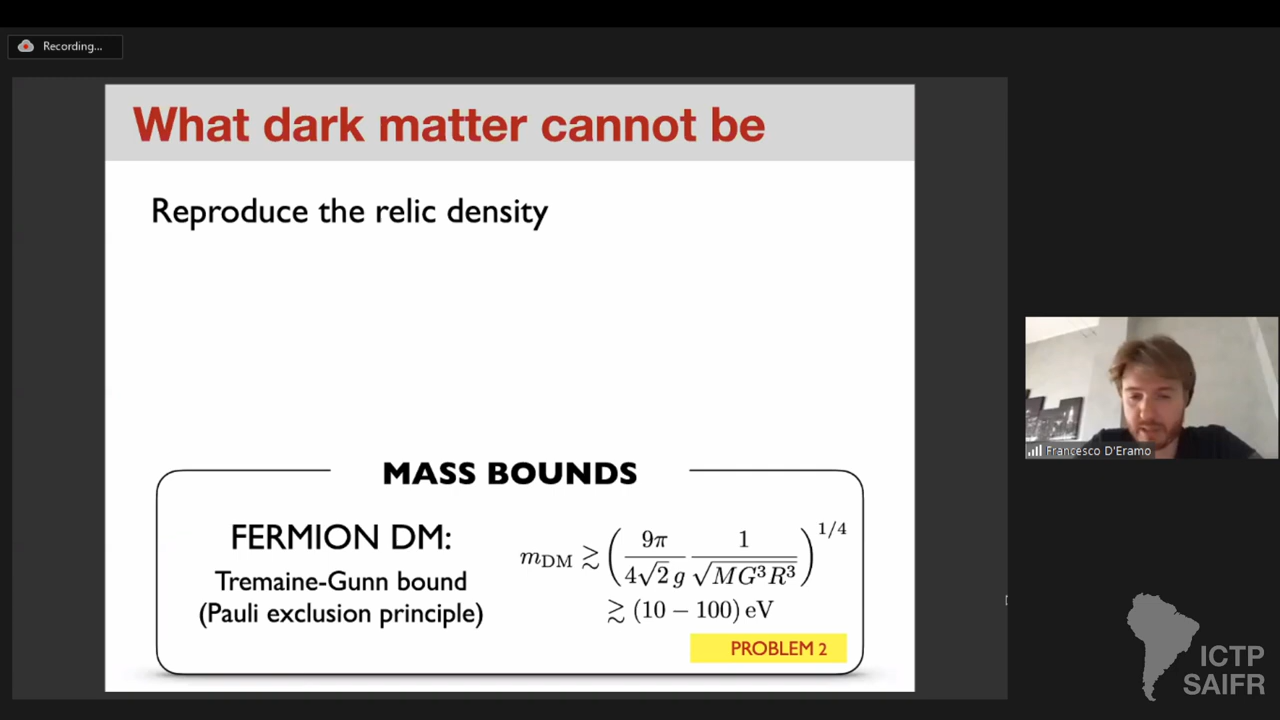 Recording...
What dark matter cannot be
Reproduce the relic density
MASS BOUNDS
FERMION DM:
Tremaine-Gunn bound
(Pauli exclusion principle)
m_DM ≳ (9π / (4√2 g) 1 / √(MG³R³))^1/4
≳ (10 − 100) eV
PROBLEM 2
Francesco D'Eramo
ICTP
SAIFR